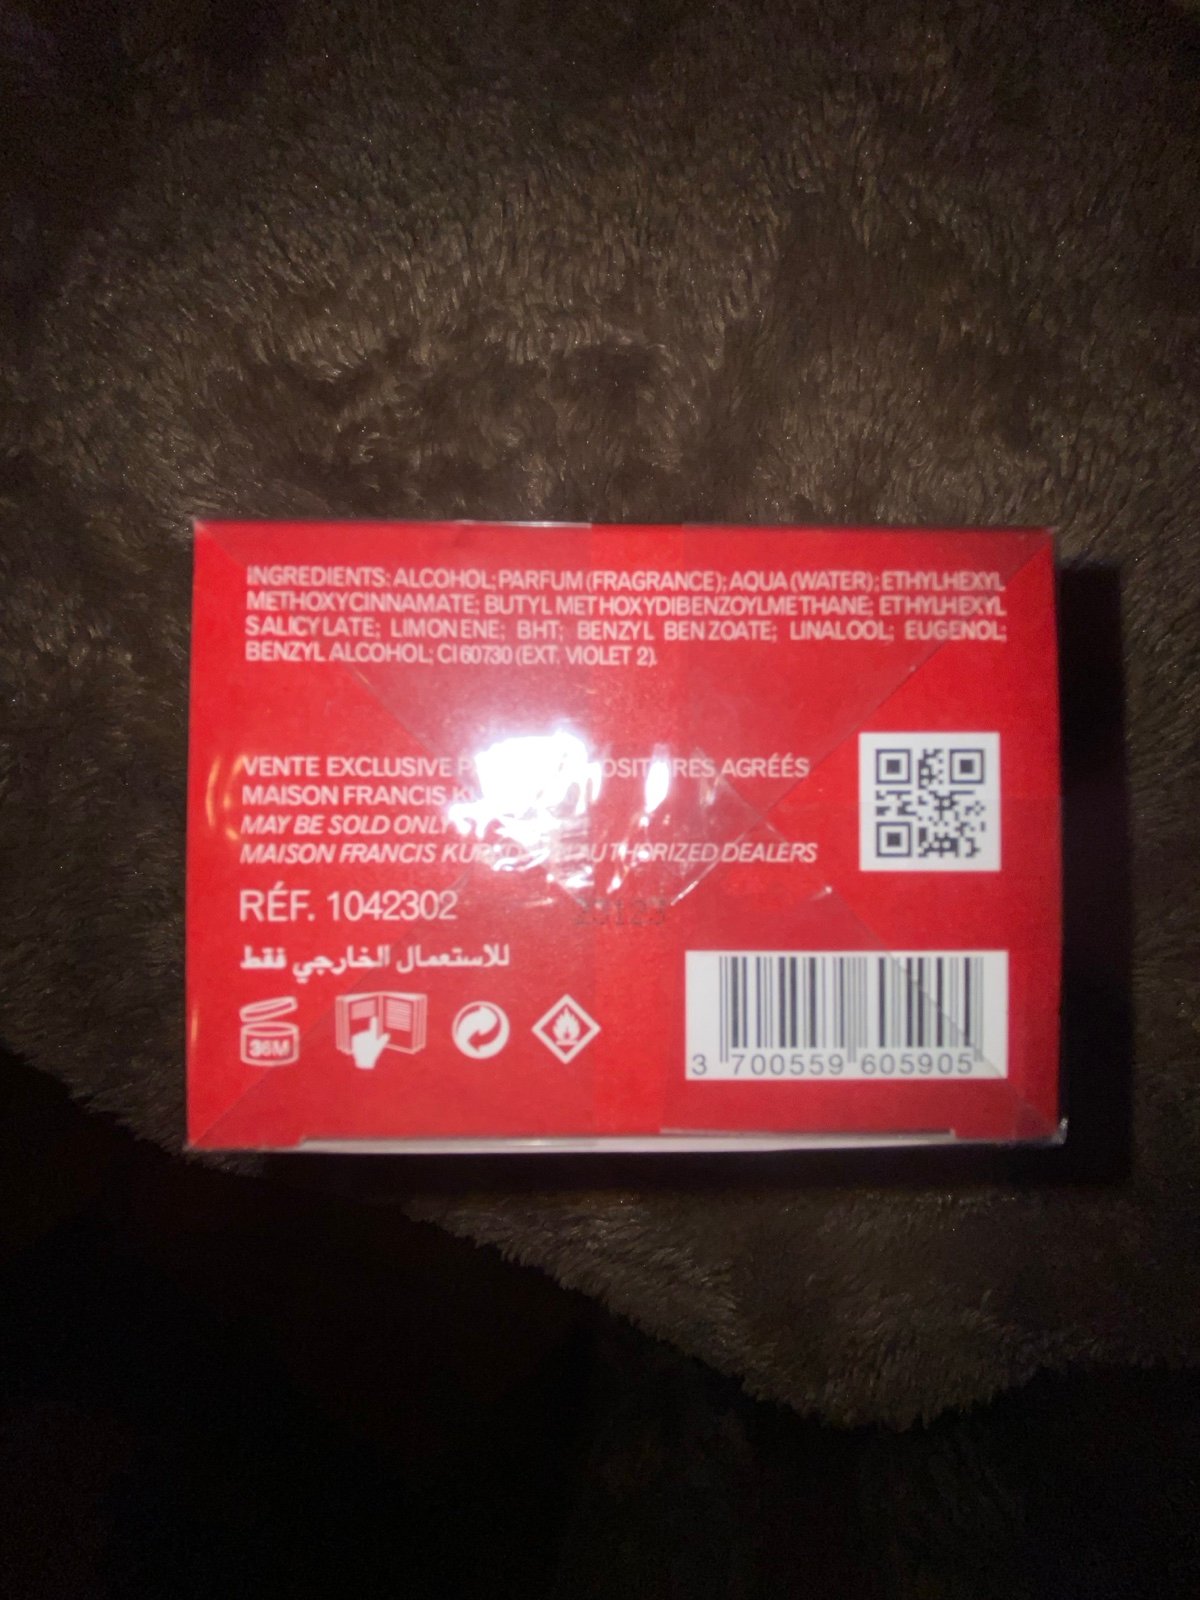 INGREDIENTS: ALCOHOL; PARFUM (FRAGRANCE); AQUA (WATER); ETHYLHEXYL
METHOXYCINNAMATE; BUTYL METHOXYDIBENZOYLMETHANE; ETHYLHEXYL
SALICYLATE; LIMONENE; BHT; BENZYL BENZOATE; LINALOOL; EUGENOL;
BENZYL ALCOHOL; CI 60730 (EXT. VIOLET 2).
VENTE EXCLUSIVE AGRÉÉS
MAISON FRANCIS
MAY BE SOLD ONLY
MAISON FRANCIS AUTHORIZED DEALERS
RÉF. 1042302
للاستعمال الخارجي فقط
36M
3 700559 605905